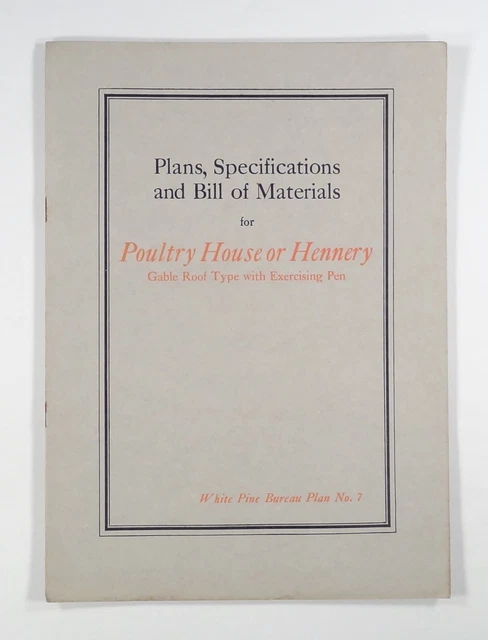 Plans, Specifications
and Bill of Materials
for
Poultry House or Hennery
Gable Roof Type with Exercising Pen
White Pine Bureau Plan No. 7